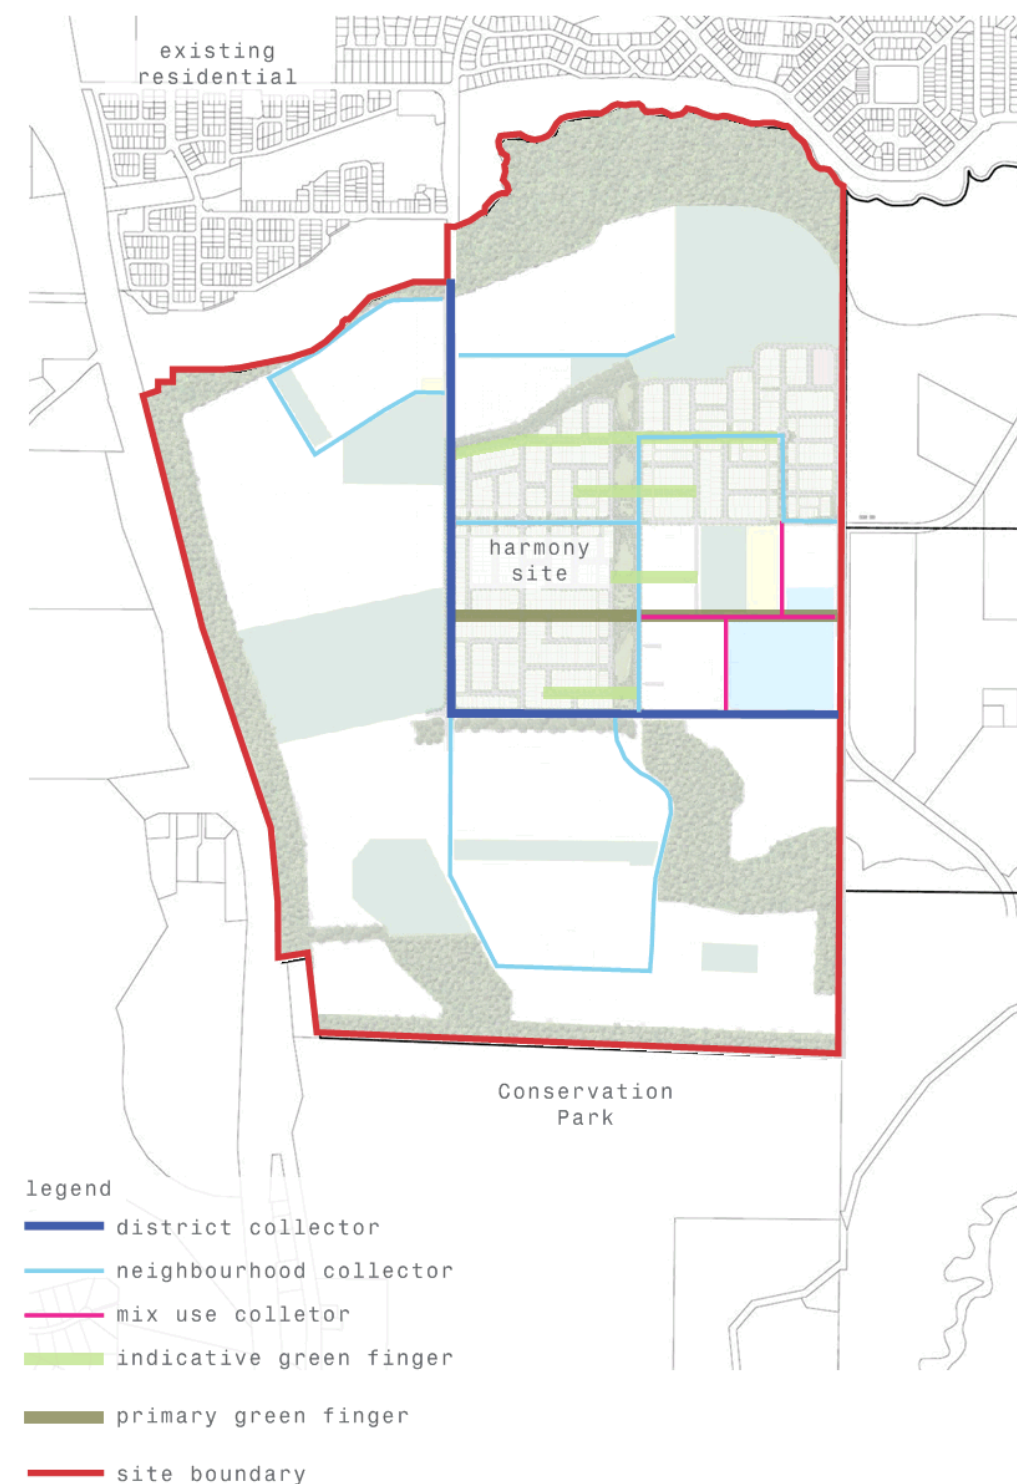 existing
residential
harmony
site
Conservation
Park
legend
district collector
neighbourhood collector
mix use colletor
indicative green finger
primary green finger
site boundary